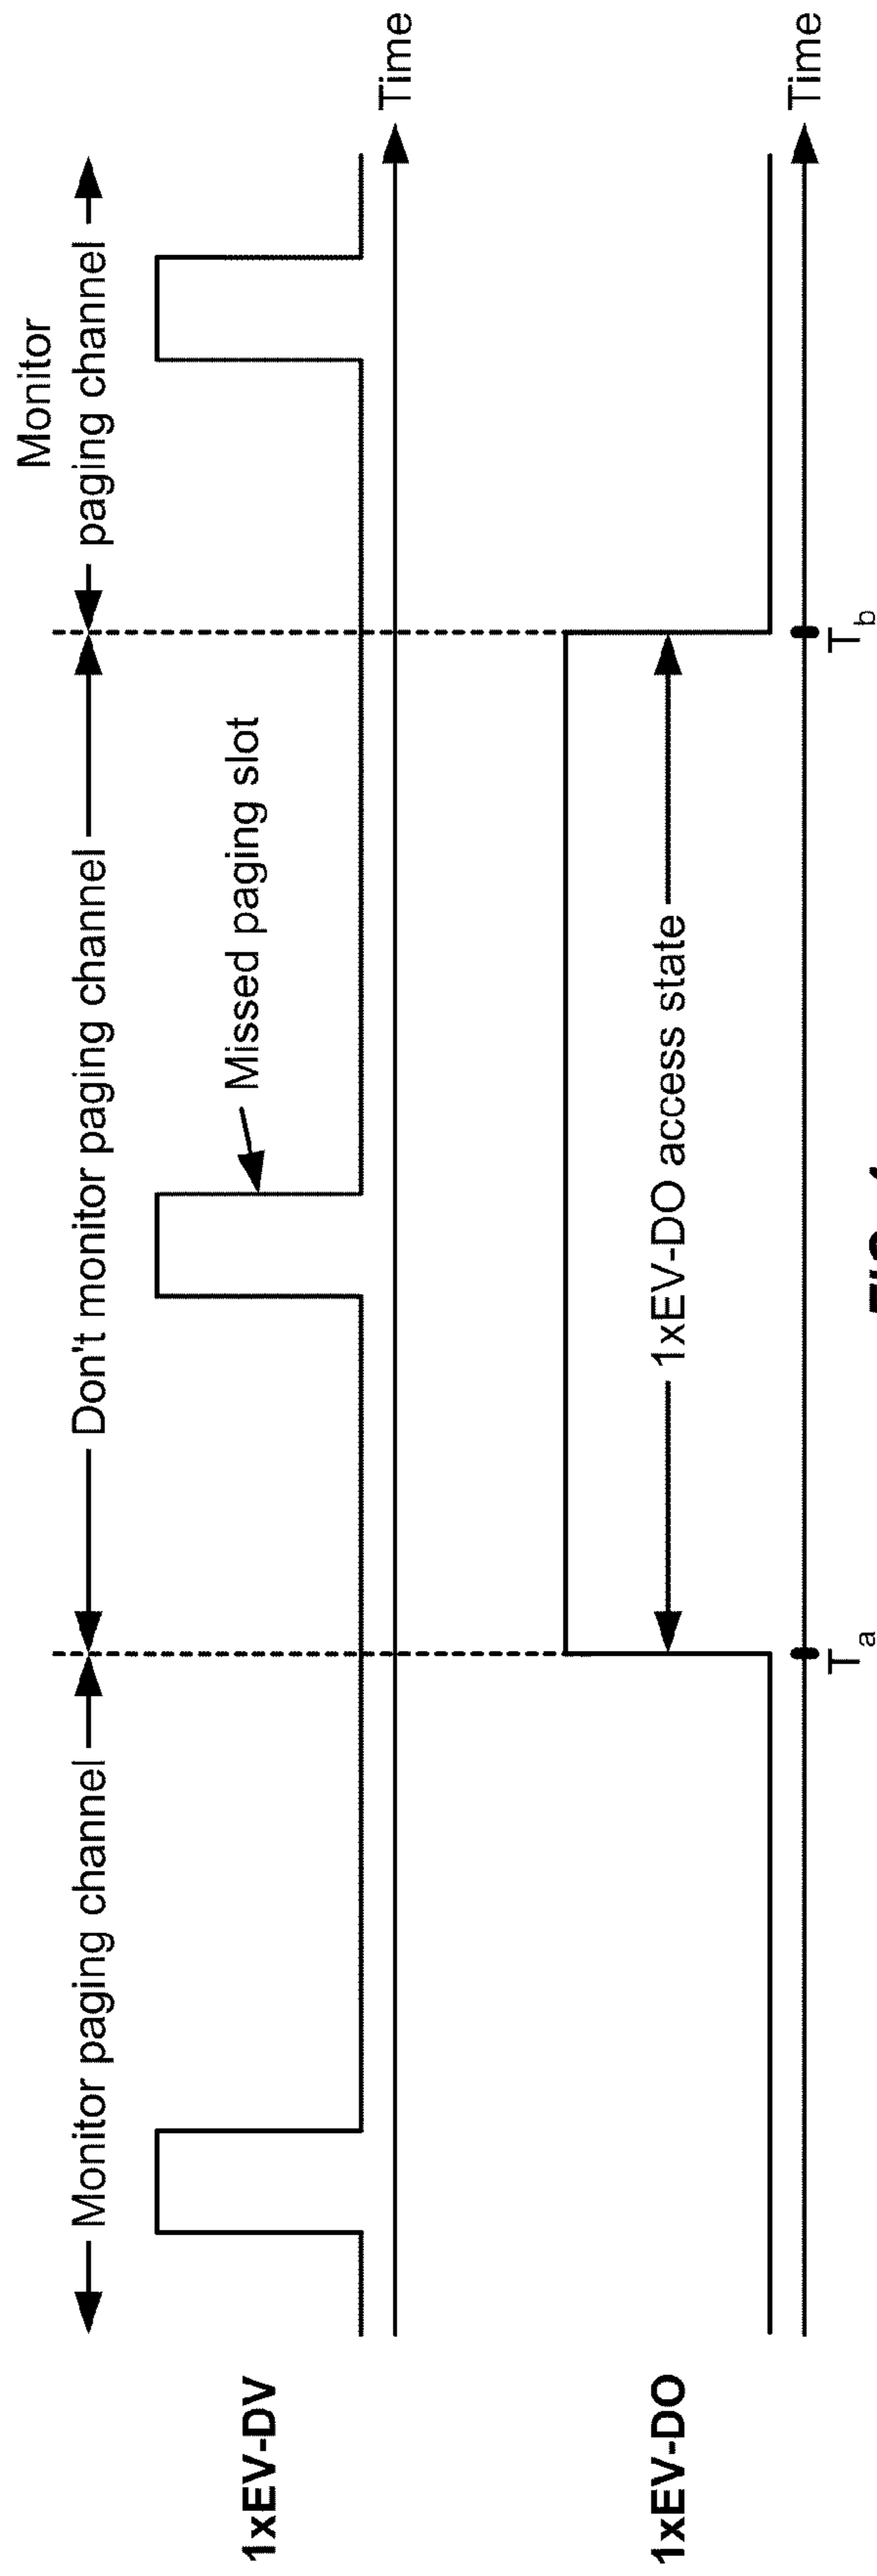 Monitor
Monitor paging channel
Don't monitor paging channel
paging channel
1xEV-DV
Missed paging slot
Time
1xEV-DO
1xEV-DO access state
Time
Ta
Tb